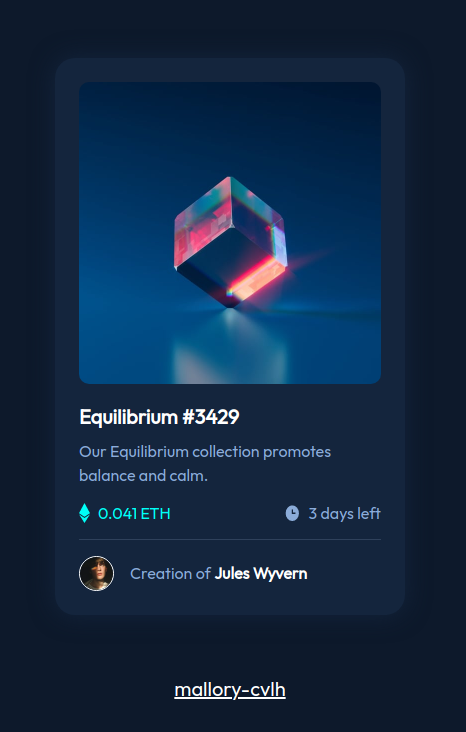 Equilibrium #3429
Our Equilibrium collection promotes
balance and calm.
0.041 ETH
3 days left
Creation of Jules Wyvern
mallory-cvlh